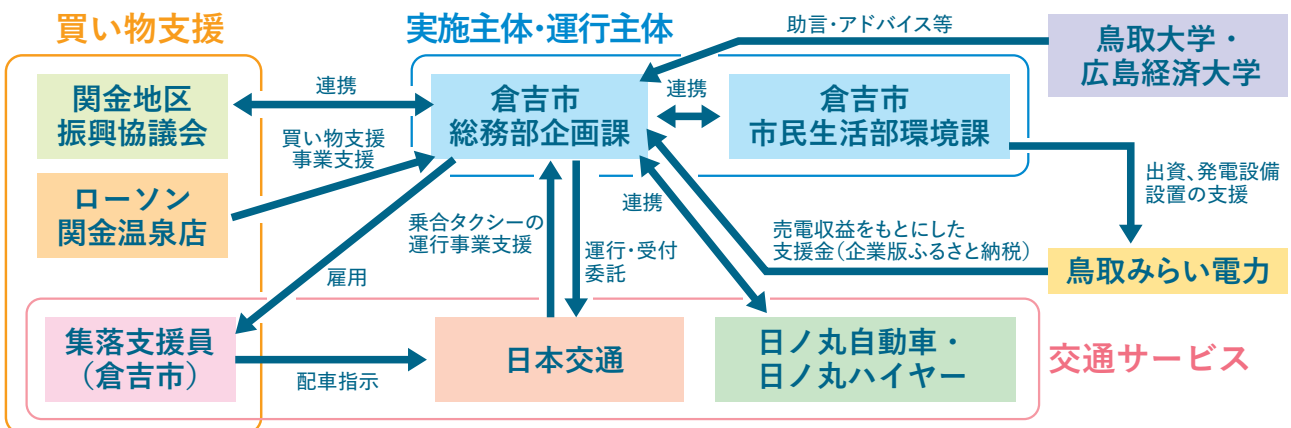 買い物支援
実施主体・運行主体
助言・アドバイス等
鳥取大学・
広島経済大学
関金地区
振興協議会
連携
倉吉市
総務部企画課
連携
倉吉市
市民生活部環境課
買い物支援
事業支援
ローソン
関金温泉店
出資、発電設備
設置の支援
乗合タクシーの
運行事業支援
運行・受付
委託
連携
売電収益をもとにした
支援金（企業版ふるさと納税）
鳥取みらい電力
雇用
集落支援員
（倉吉市）
配車指示
日本交通
日ノ丸自動車・
日ノ丸ハイヤー
交通サービス